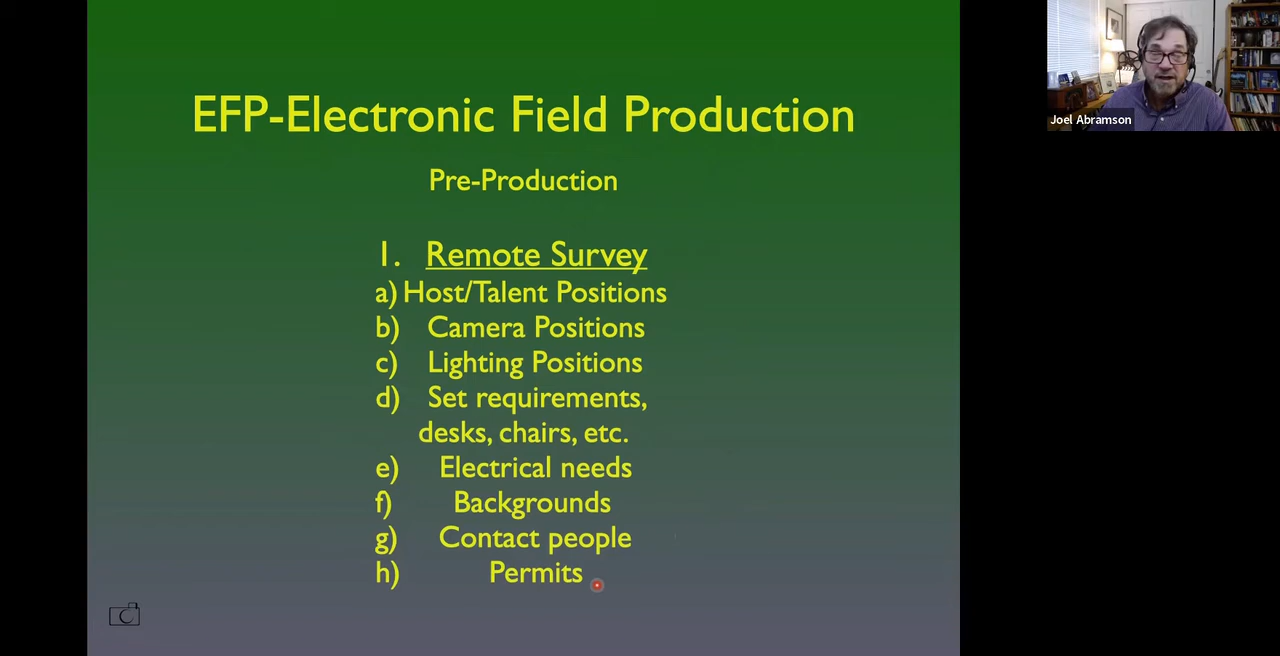 EFP-Electronic Field Production
Pre-Production
1. Remote Survey
a) Host/Talent Positions
b) Camera Positions
c) Lighting Positions
d) Set requirements,
desks, chairs, etc.
e) Electrical needs
f) Backgrounds
g) Contact people
h) Permits
Joel Abramson